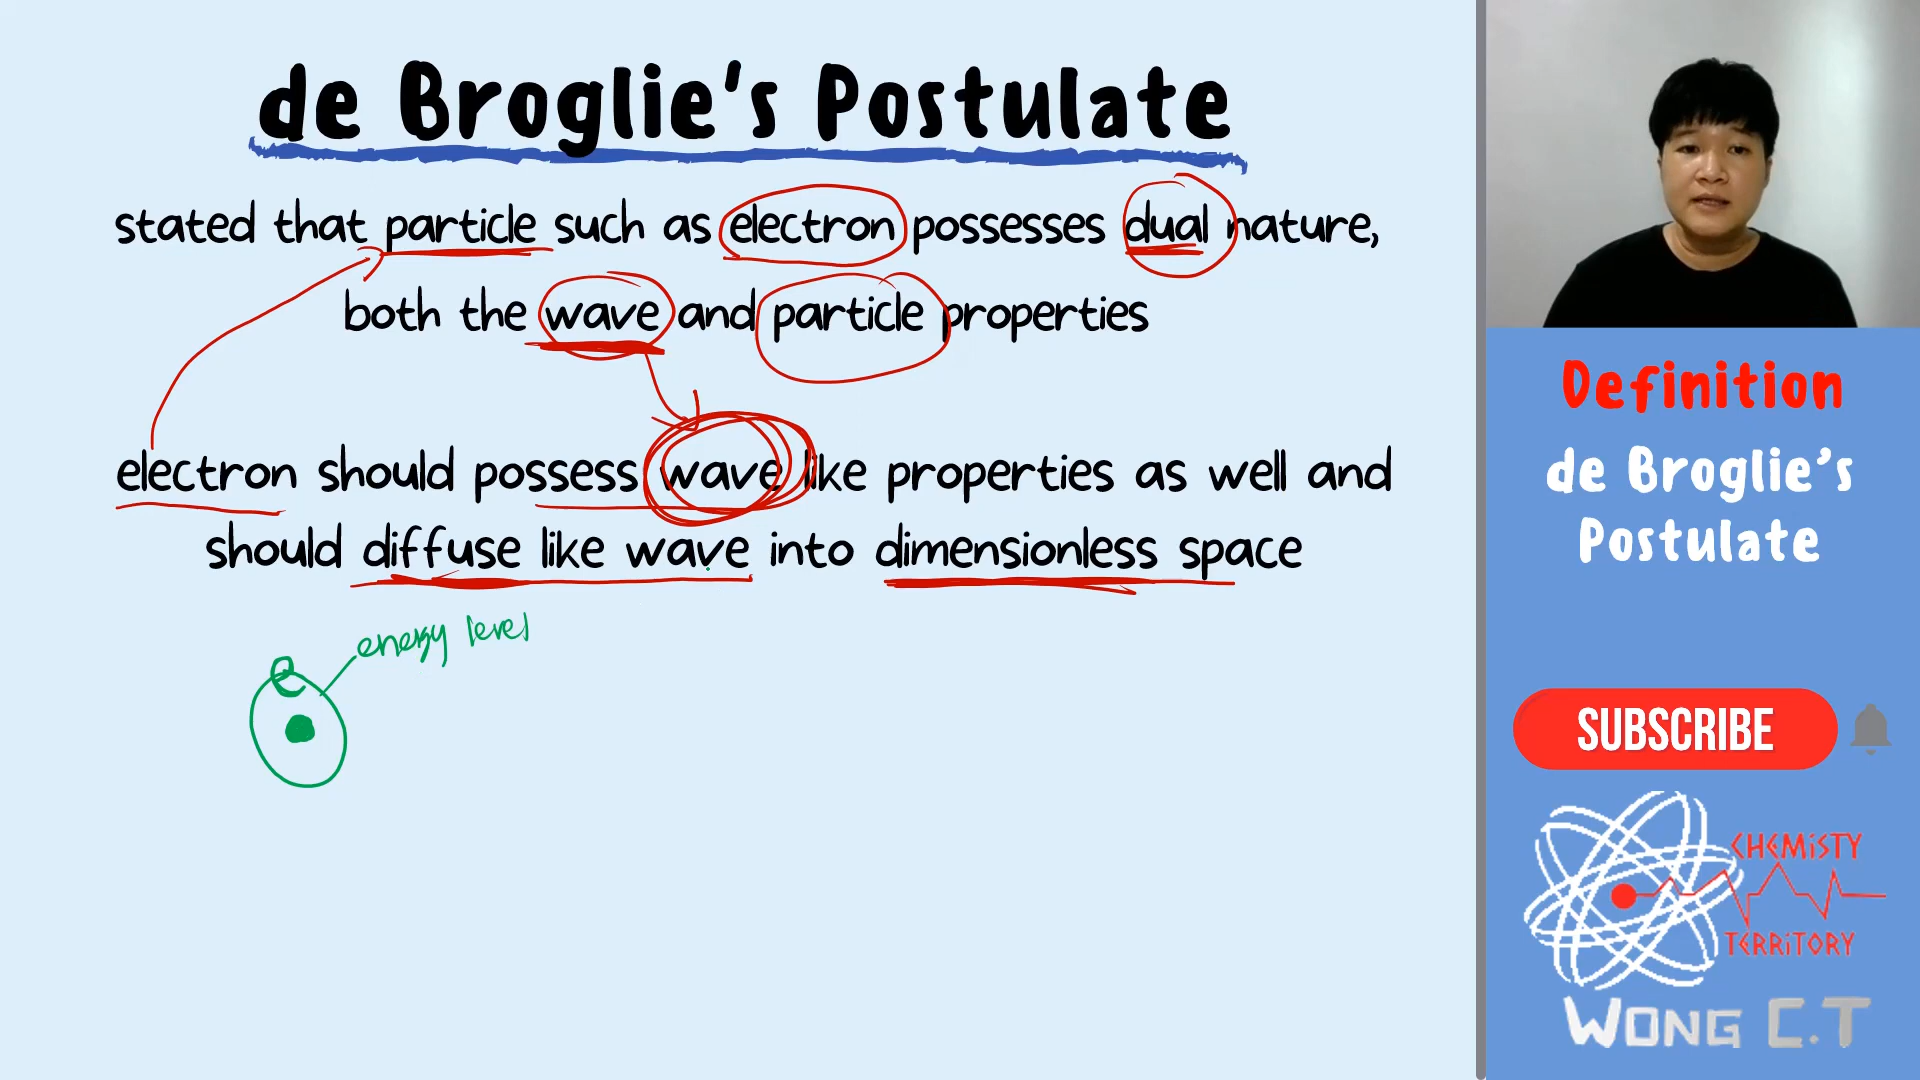 de Broglie's Postulate
stated that particle such as electron possesses dual nature,
both the wave and particle properties
electron should possess wave like properties as well and
should diffuse like wave into dimensionless space
energy level
e
Definition
de Broglie's
Postulate
SUBSCRIBE
CHEMiSTY
TERRiTORY
WONG C.T